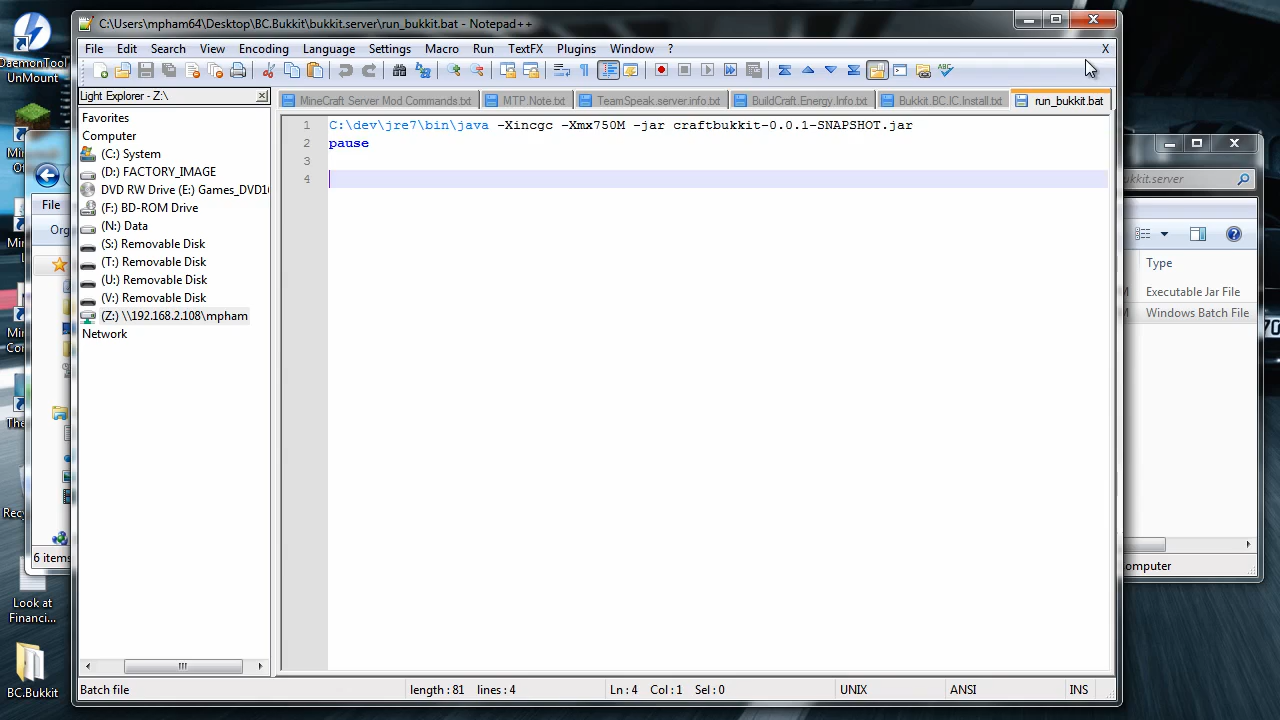 C:\Users\mpham64\Desktop\BC.Bukkit\bukkit.server\run_bukkit.bat - Notepad++
File Edit Search View Encoding Language Settings Macro Run TextFX Plugins Window ? X
Light Explorer - Z:\
MineCraft Server Mod Commands.txt MTP.Note.txt TeamSpeak.server.info.txt BuildCraft.Energy.Info.txt Bukkit BC.IC.Install.txt run_bukkit.bat
Favorites
Computer
(C:) System
(D:) FACTORY_IMAGE
DVD RW Drive (E:) Games_DVD1
(F:) BD-ROM Drive
(N:) Data
(S:) Removable Disk
(T:) Removable Disk
(U:) Removable Disk
(V:) Removable Disk
(Z:) \\192.168.2.108\mpham
Network
1 C:\dev\jre7\bin\java -Xincgc -Xmx750M -jar craftbukkit-0.0.1-SNAPSHOT.jar
2 pause
3
4
Batch file length : 81 lines : 4 Ln : 4 Col : 1 Sel : 0 UNIX ANSI INS
DaemonTool
UnMount
File
Org
6 items
Look at
Financi...
BC.Bukkit
ukkit.server
Type
Executable Jar File
Windows Batch File
omputer